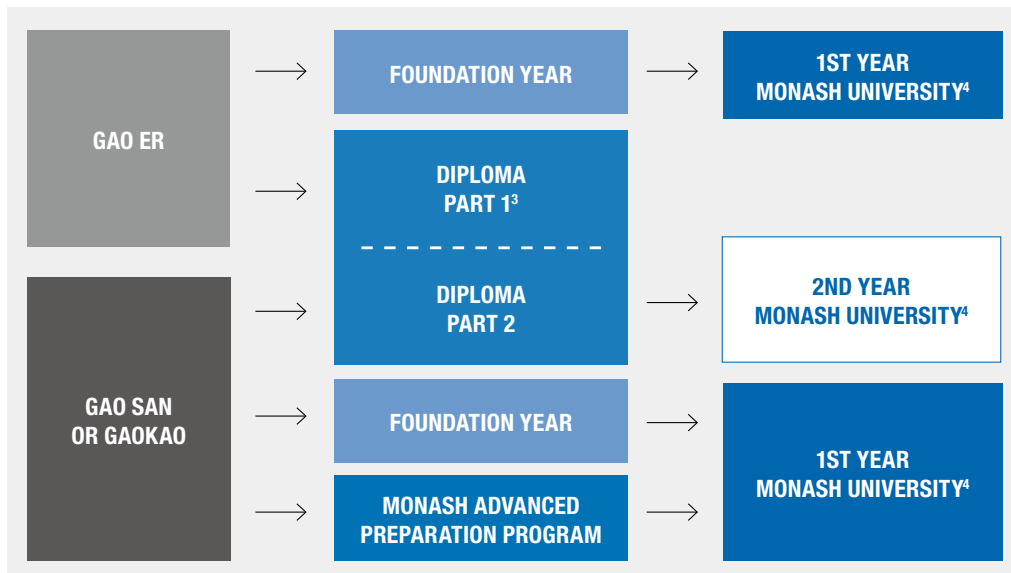 GAO ER
FOUNDATION YEAR
1ST YEAR
MONASH UNIVERSITY⁴
DIPLOMA
PART 1³
DIPLOMA
PART 2
2ND YEAR
MONASH UNIVERSITY⁴
GAO SAN
OR GAOKAO
FOUNDATION YEAR
MONASH ADVANCED
PREPARATION PROGRAM
1ST YEAR
MONASH UNIVERSITY⁴